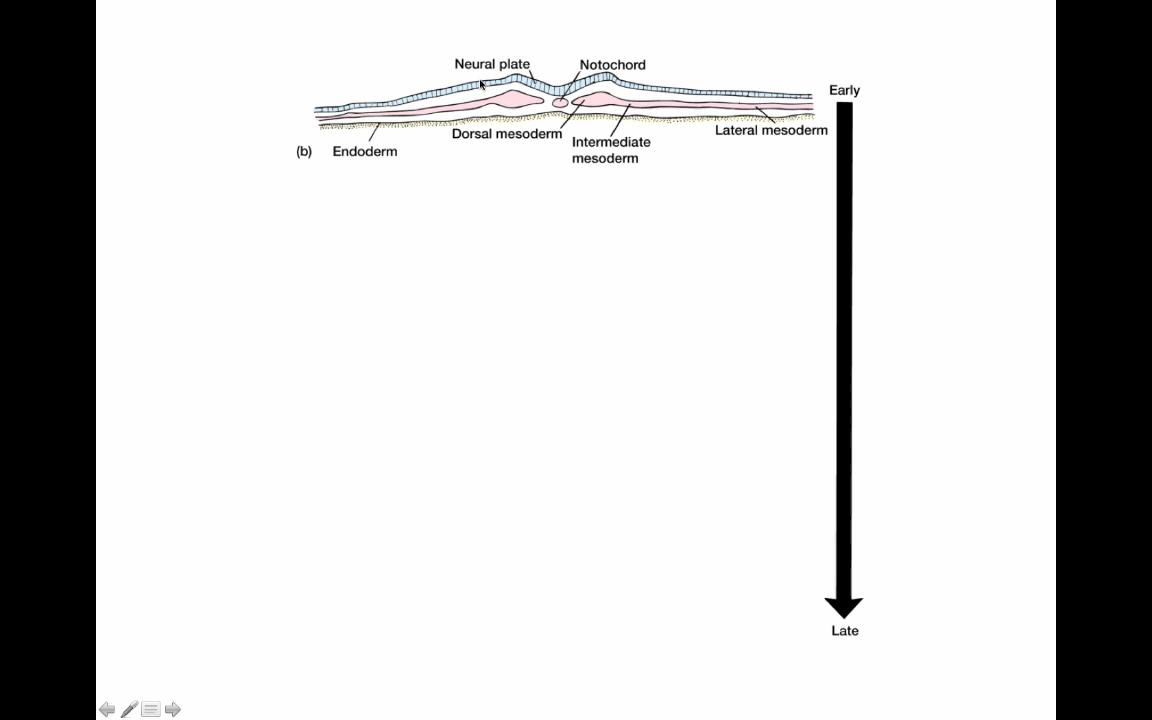 Neural plate
Notochord
Early
Dorsal mesoderm
Intermediate
mesoderm
Lateral mesoderm
(b)
Endoderm
Late